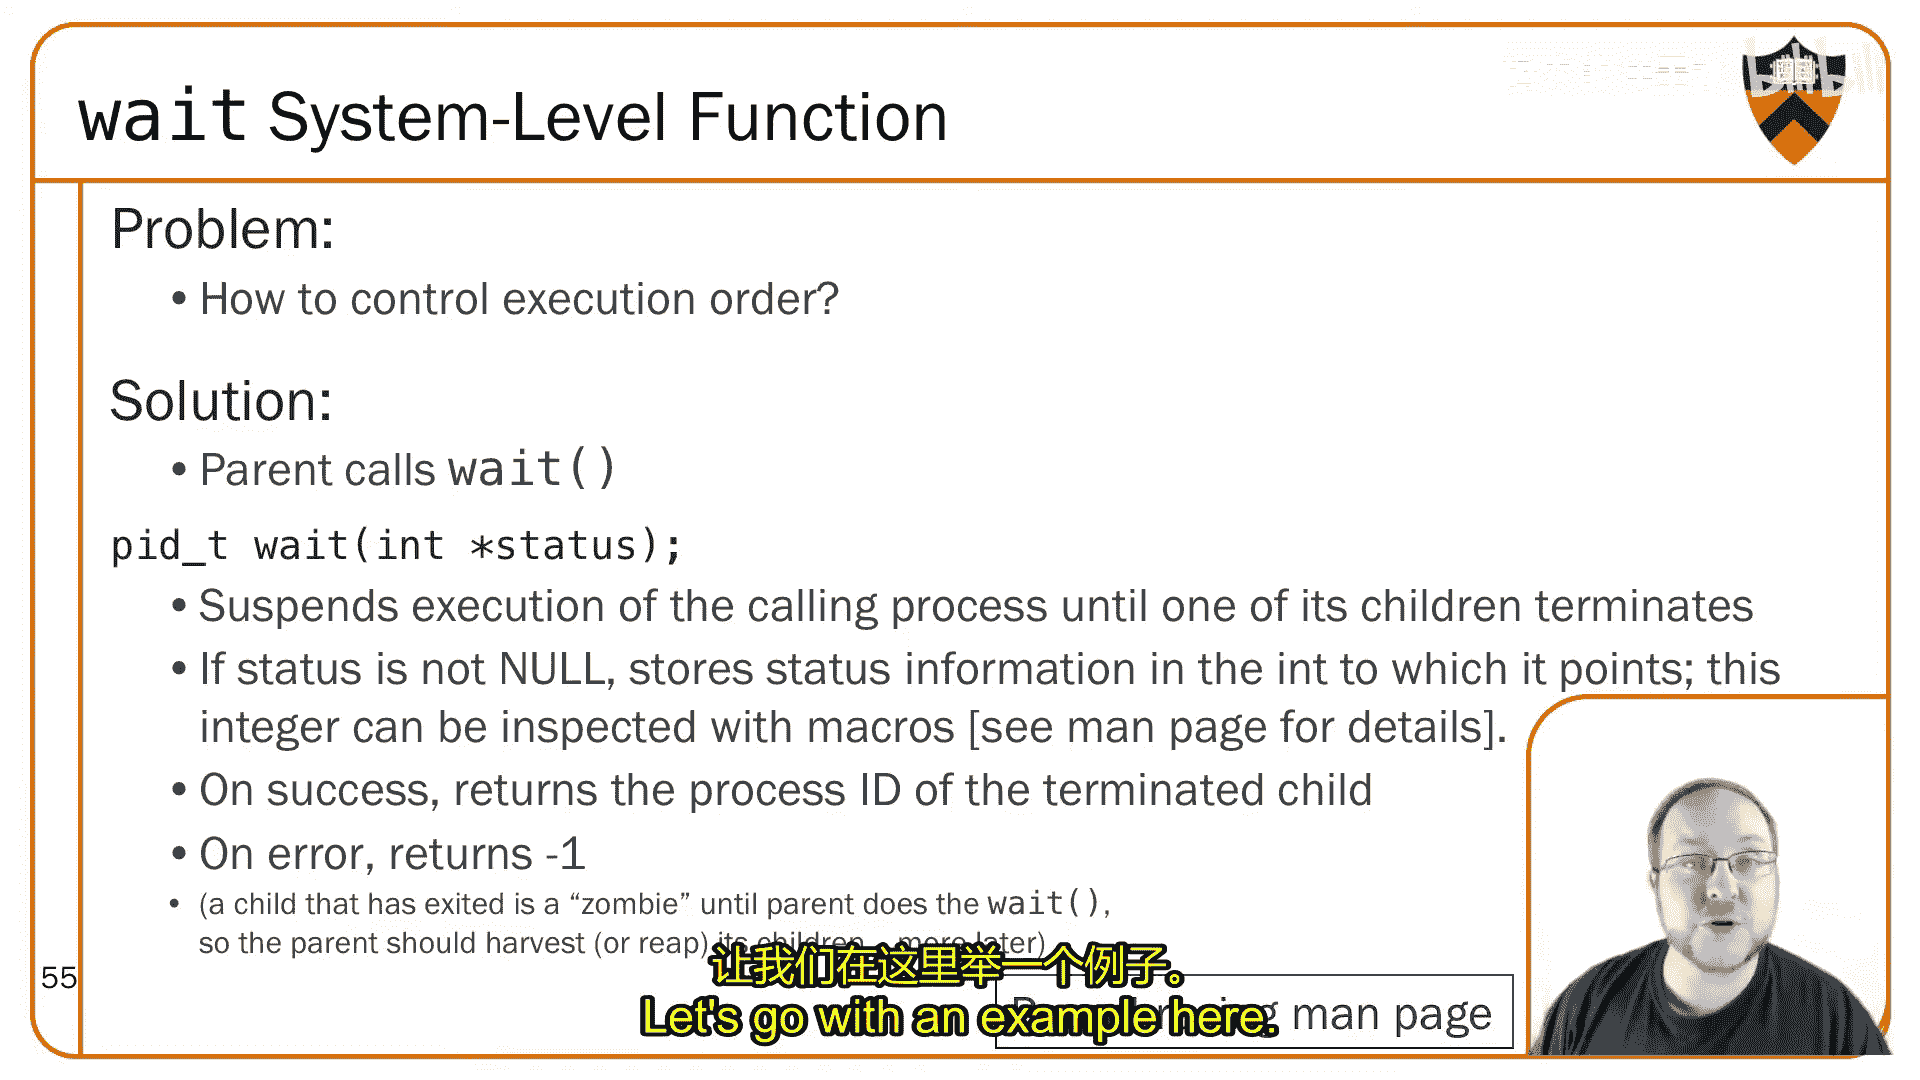 wait System-Level Function
Problem:
• How to control execution order?
Solution:
• Parent calls wait()
pid_t wait(int *status);
• Suspends execution of the calling process until one of its children terminates
• If status is not NULL, stores status information in the int to which it points; this
integer can be inspected with macros [see man page for details].
• On success, returns the process ID of the terminated child
• On error, returns -1
• (a child that has exited is a “zombie” until parent does the wait(),
so the parent should harvest (or reap) its children... more later)
让我们在这里举一个例子。
Let's go with an example here.
man page
55